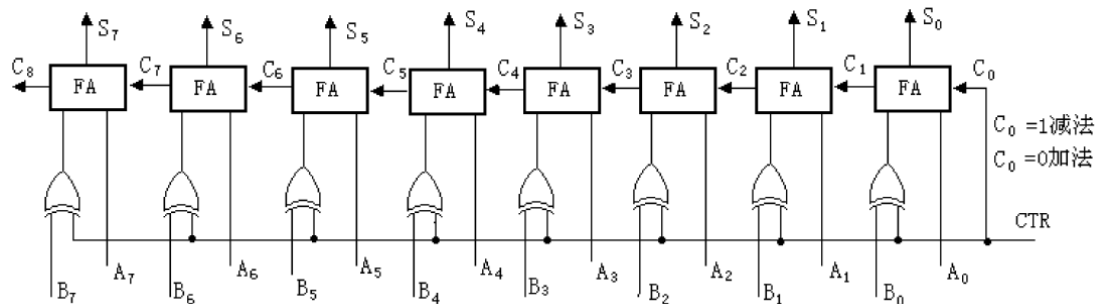 S₇ S₆ S₅ S₄ S₃ S₂ S₁ S₀
C₈ C₇ C₆ C₅ C₄ C₃ C₂ C₁ C₀
FA FA FA FA FA FA FA FA
C₀ =1减法
C₀ =0加法
CTR
A₇ A₆ A₅ A₄ A₃ A₂ A₁ A₀
B₇ B₆ B₅ B₄ B₃ B₂ B₁ B₀